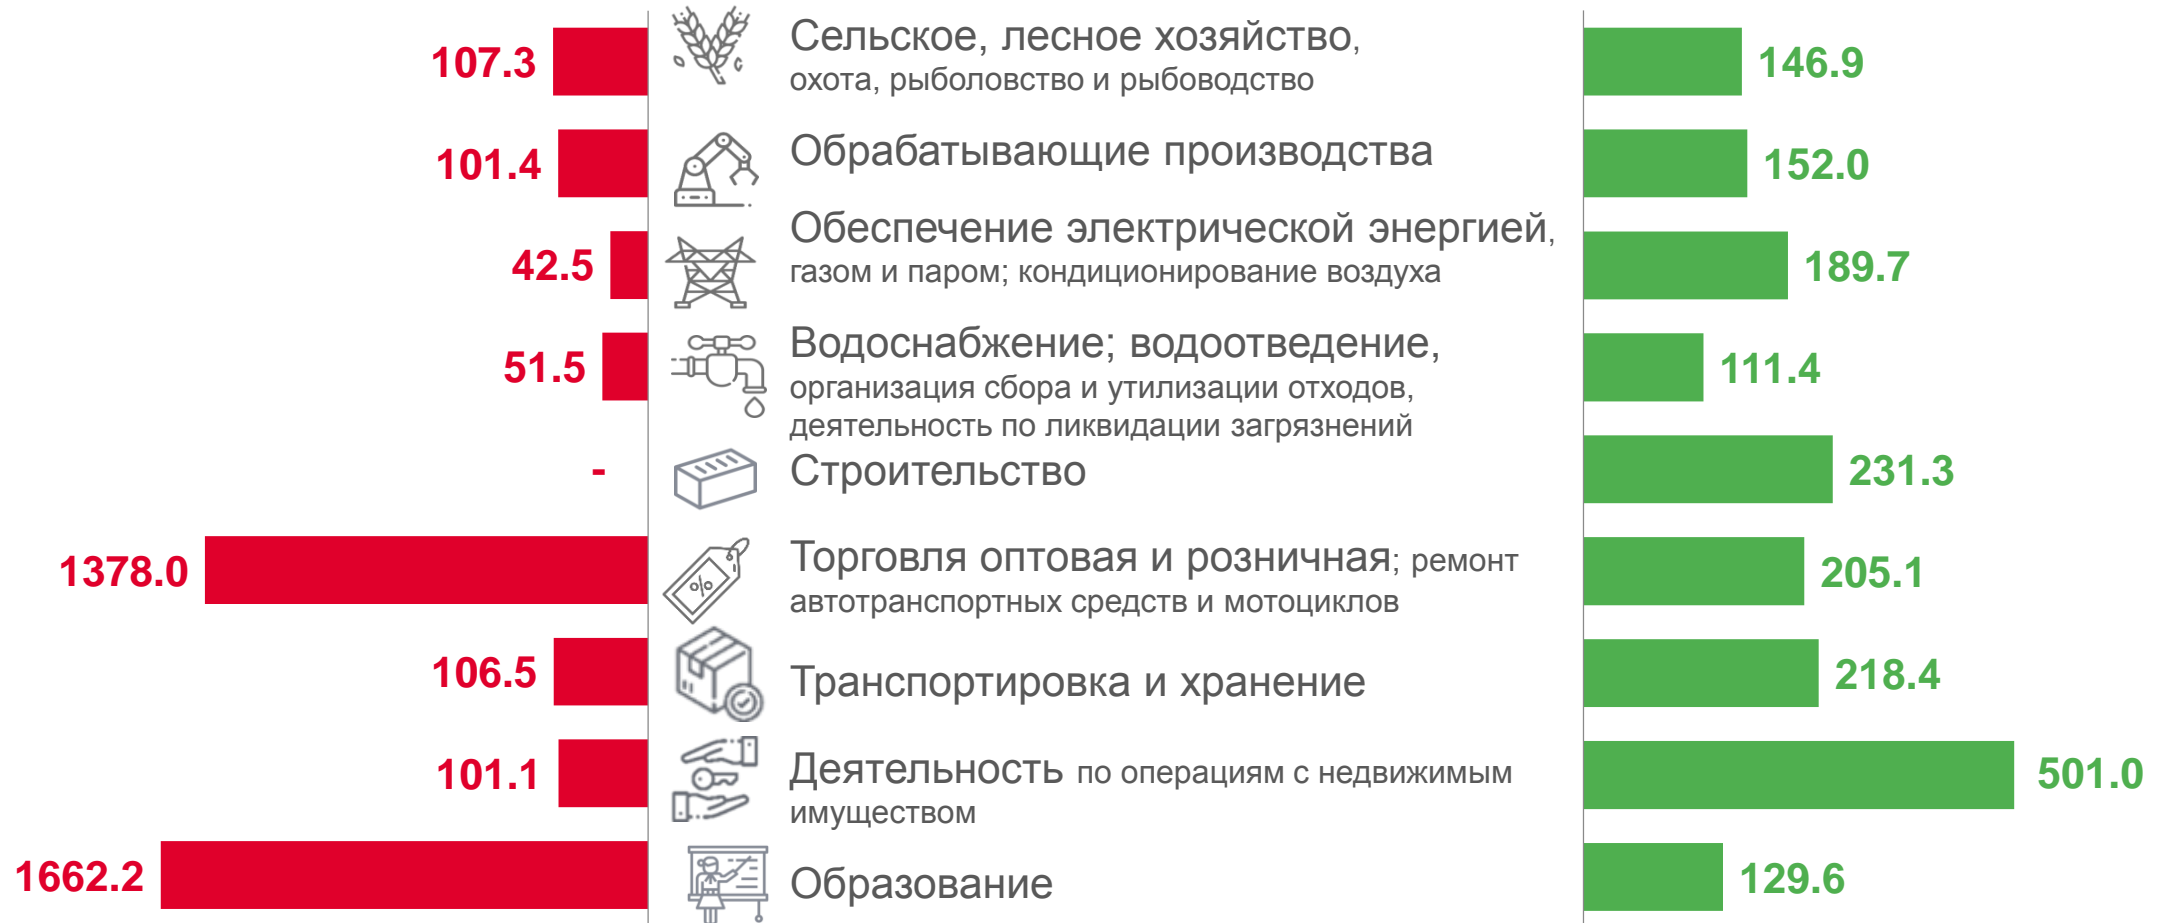 107.3
Сельское, лесное хозяйство,
охота, рыболовство и рыбоводство
146.9
101.4
Обрабатывающие производства
152.0
42.5
Обеспечение электрической энергией,
газом и паром; кондиционирование воздуха
189.7
51.5
Водоснабжение; водоотведение,
организация сбора и утилизации отходов,
деятельность по ликвидации загрязнений
111.4
-
Строительство
231.3
1378.0
%
Торговля оптовая и розничная; ремонт
автотранспортных средств и мотоциклов
205.1
106.5
Транспортировка и хранение
218.4
101.1
Деятельность по операциям с недвижимым
имуществом
501.0
1662.2
Образование
129.6